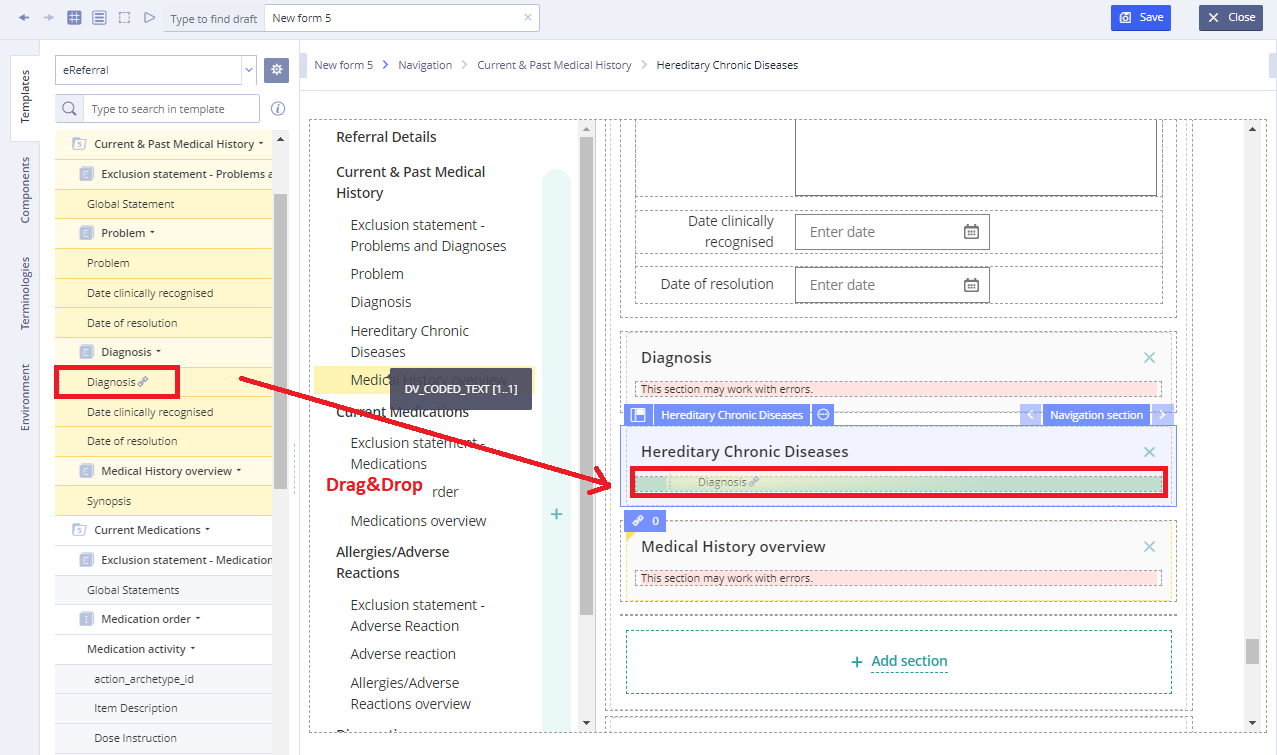 Type to find draft
New form 5
Save
Close
Templates
Components
Terminologies
Environment
eReferral
Type to search in template
Current & Past Medical History
Exclusion statement - Problems a
Global Statement
Problem
Problem
Date clinically recognised
Date of resolution
Diagnosis
Diagnosis
Date clinically recognised
Date of resolution
Medical History overview
Synopsis
Current Medications
Exclusion statement - Medication
Global Statements
Medication order
Medication activity
action_archetype_id
Item Description
Dose Instruction
New form 5 > Navigation > Current & Past Medical History > Hereditary Chronic Diseases
Referral Details
Current & Past Medical
History
Exclusion statement -
Problems and Diagnoses
Problem
Diagnosis
Hereditary Chronic
Diseases
Medical History overview
DV_CODED_TEXT [1..1]
Current Medications
Exclusion statement -
Medications
Drag&Drop
rder
Medications overview
Allergies/Adverse
Reactions
Exclusion statement -
Adverse Reaction
Adverse reaction
Allergies/Adverse
Reactions overview
Date clinically
recognised
Enter date
Date of resolution
Enter date
Diagnosis
This section may work with errors.
Hereditary Chronic Diseases
Navigation section
Hereditary Chronic Diseases
Diagnosis
0
Medical History overview
This section may work with errors.
+ Add section